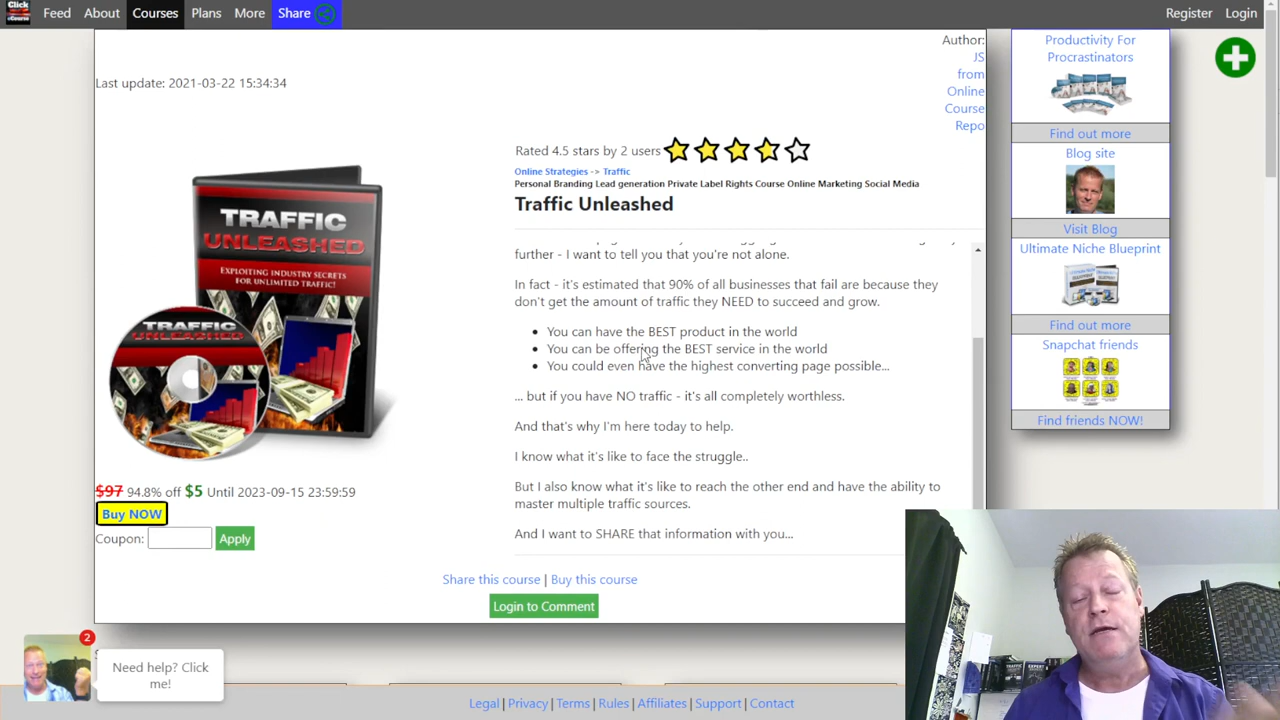 Click
eCourse
Feed
About
Courses
Plans
More
Share
Register
Login
Last update: 2021-03-22 15:34:34
Author:
JS
from
Online
Course
Repo
Rated 4.5 stars by 2 users
Online Strategies -> Traffic
Personal Branding Lead generation Private Label Rights Course Online Marketing Social Media
Traffic Unleashed
further - I want to tell you that you're not alone.
In fact - it's estimated that 90% of all businesses that fail are because they
don't get the amount of traffic they NEED to succeed and grow.
You can have the BEST product in the world
You can be offering the BEST service in the world
You could even have the highest converting page possible...
... but if you have NO traffic - it's all completely worthless.
And that's why I'm here today to help.
I know what it's like to face the struggle..
But I also know what it's like to reach the other end and have the ability to
master multiple traffic sources.
And I want to SHARE that information with you...
TRAFFIC
UNLEASHED
EXPLOITING INDUSTRY SECRETS
FOR UNLIMITED TRAFFIC!
TRAFFIC
UNLEASHED
$97 94.8% off $5 Until 2023-09-15 23:59:59
Buy NOW
Coupon:
Apply
Share this course | Buy this course
Login to Comment
Productivity For
Procrastinators
Find out more
Blog site
Visit Blog
Ultimate Niche Blueprint
Find out more
Snapchat friends
Find friends NOW!
2
Need help? Click
me!
Legal | Privacy | Terms | Rules | Affiliates | Support | Contact
TRAFFIC
EXPERT